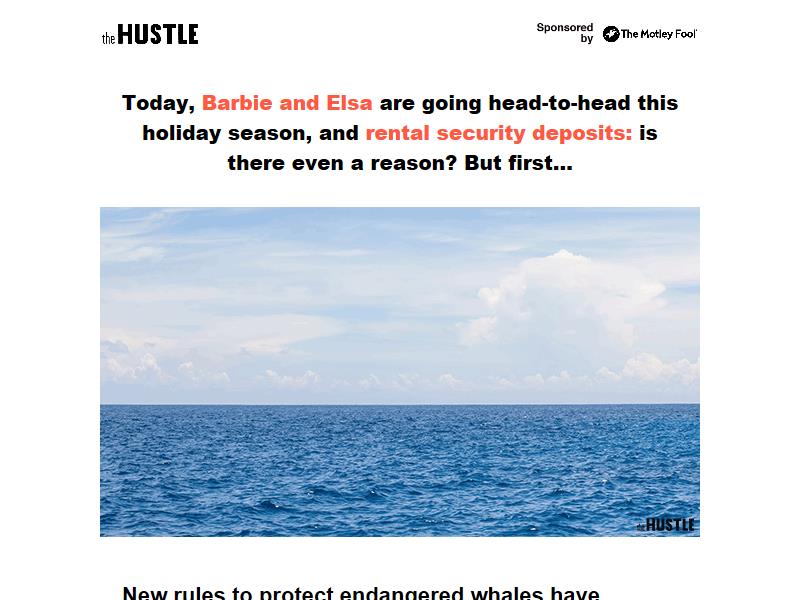 the HUSTLE
Sponsored
by
The Motley Fool
Today, Barbie and Elsa are going head-to-head this
holiday season, and rental security deposits: is
there even a reason? But first...
the HUSTLE
New rules to protect endangered whales have